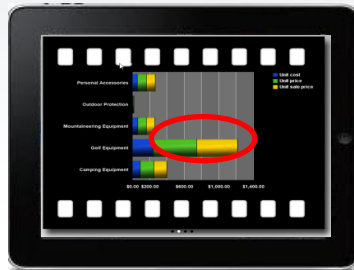 Unit cost
Unit price
Unit sale price
Personal Accessories
Outdoor Protection
Mountaineering Equipment
Golf Equipment
Camping Equipment
$0.00 $200.00 $600.00 $1,000.00 $1,400.00